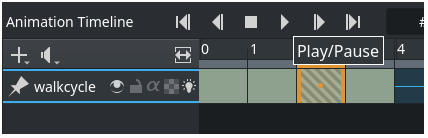 Animation Timeline #
0 1 4
Play/Pause
walkcycle α